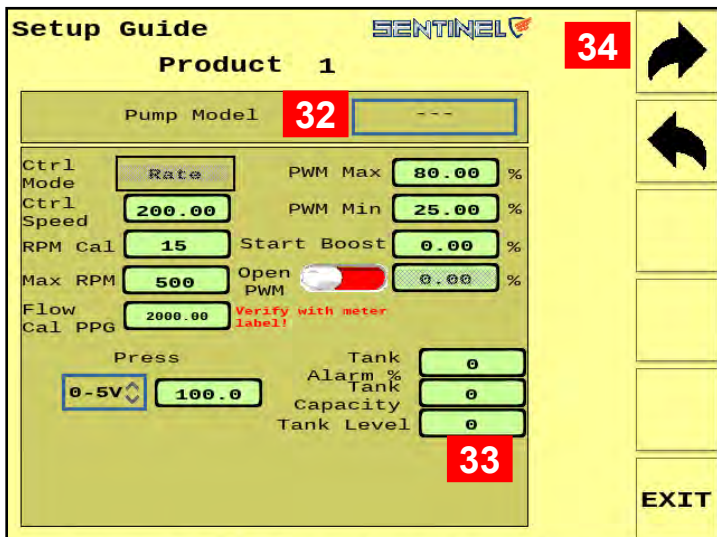 Setup Guide
SENTINEL
34
Product 1
Pump Model
32
---
Ctrl
Mode
Rate
PWM Max
80.00
%
Ctrl
Speed
200.00
PWM Min
25.00
%
RPM Cal
15
Start Boost
0.00
%
Max RPM
500
Open
PWM
0.00
%
Flow
Cal PPG
2000.00
Verify with meter
label!
Press
0-5V
100.0
Tank
Alarm %
0
Tank
Capacity
0
Tank Level
0
33
EXIT